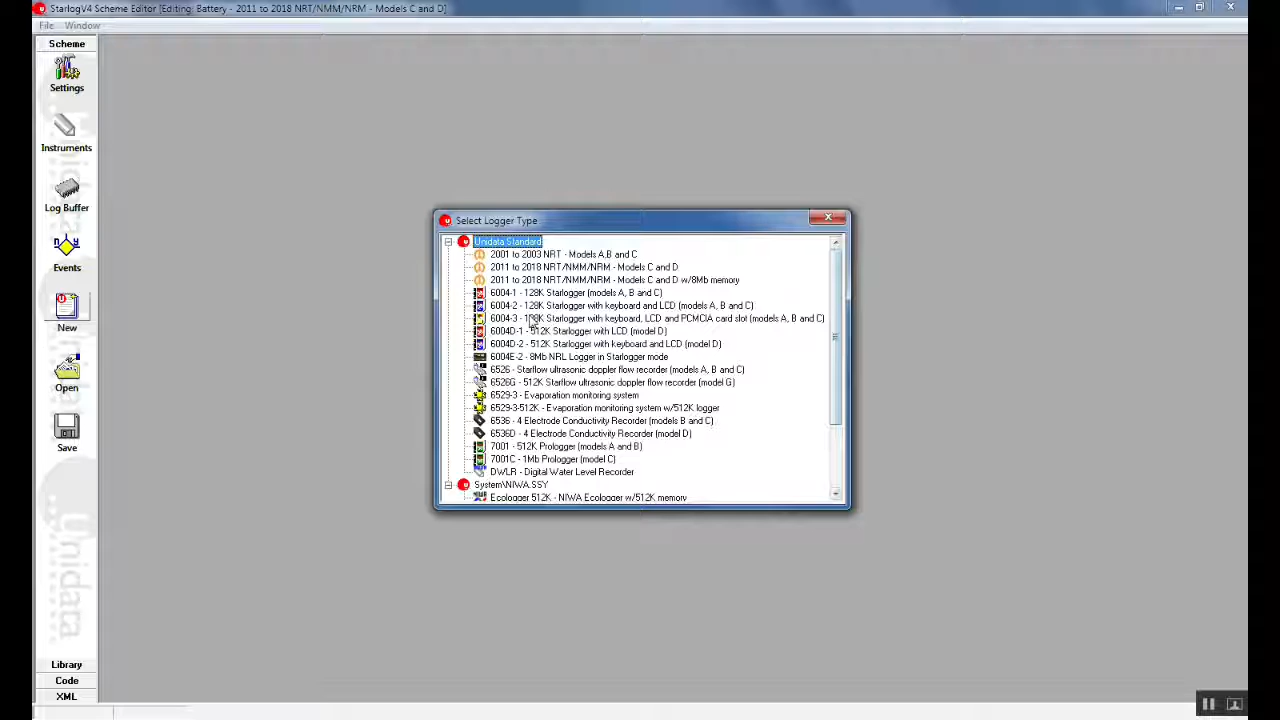 StarlogV4 Scheme Editor [Editing: Battery - 2011 to 2018 NRT/NMM/NRM - Models C and D]
File Window
Scheme
Settings
Instruments
Log Buffer
Events
New
Open
Save
Library
Code
XML
Select Logger Type
Unidata Standard
2001 to 2003 NRT - Models A,B and C
2011 to 2018 NRT/NMM/NRM - Models C and D
2011 to 2018 NRT/NMM/NRM - Models C and D w/8Mb memory
6004-1 - 128K Starlogger (models A, B and C)
6004-2 - 128K Starlogger with keyboard and LCD (models A, B and C)
6004-3 - 128K Starlogger with keyboard, LCD and PCMCIA card slot (models A, B and C)
6004D-1 - 512K Starlogger with LCD (model D)
6004D-2 - 512K Starlogger with keyboard and LCD (model D)
6004E-2 - 8Mb NRL Logger in Starlogger mode
6526 - Starflow ultrasonic doppler flow recorder (models A, B and C)
6526G - 512K Starflow ultrasonic doppler flow recorder (model G)
6529-3 - Evaporation monitoring system
6529-3-512K - Evaporation monitoring system w/512K logger
6536 - 4 Electrode Conductivity Recorder (models B and C)
6536D - 4 Electrode Conductivity Recorder (model D)
7001 - 512K Prologger (models A and B)
7001C - 1Mb Prologger (model C)
DWLR - Digital Water Level Recorder
System\NIWA.SSY
Ecologger 512K - NIWA Ecologger w/512K memory
Unidata
Unidata